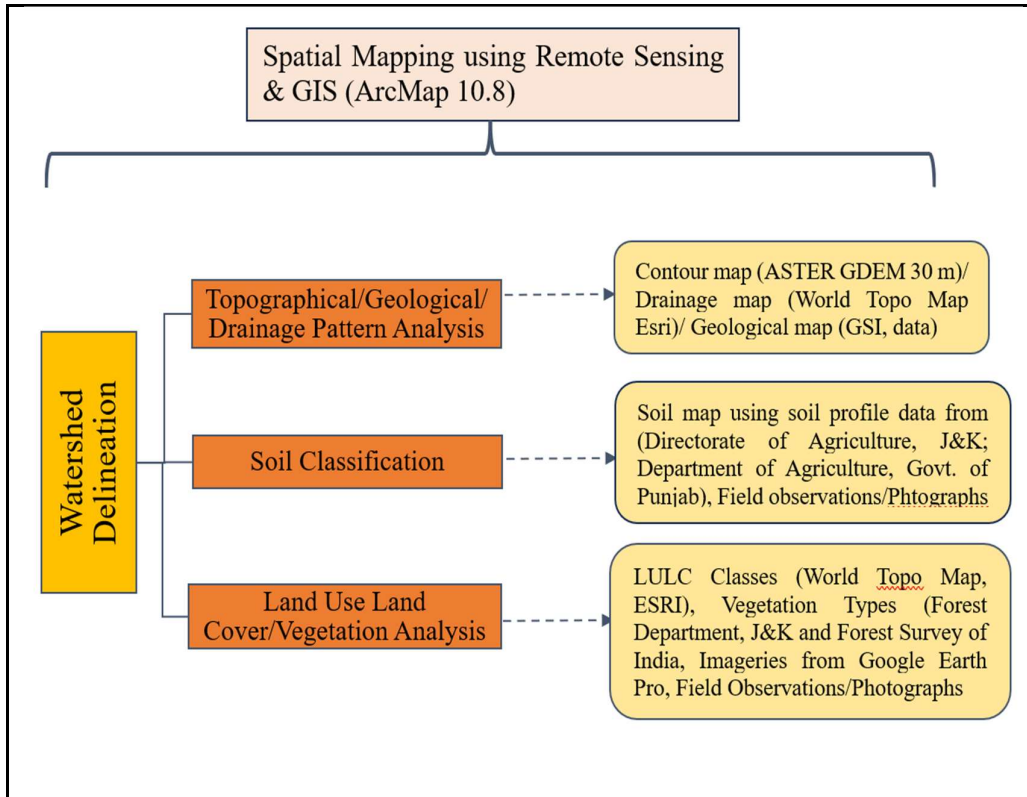 Spatial Mapping using Remote Sensing
& GIS (ArcMap 10.8)
Watershed
Delineation
Topographical/Geological/
Drainage Pattern Analysis
Contour map (ASTER GDEM 30 m)/
Drainage map (World Topo Map
Esri)/ Geological map (GSI, data)
Soil Classification
Soil map using soil profile data from
(Directorate of Agriculture, J&K;
Department of Agriculture, Govt. of
Punjab), Field observations/Phtographs
Land Use Land
Cover/Vegetation Analysis
LULC Classes (World Topo Map,
ESRI), Vegetation Types (Forest
Department, J&K and Forest Survey of
India, Imageries from Google Earth
Pro, Field Observations/Photographs